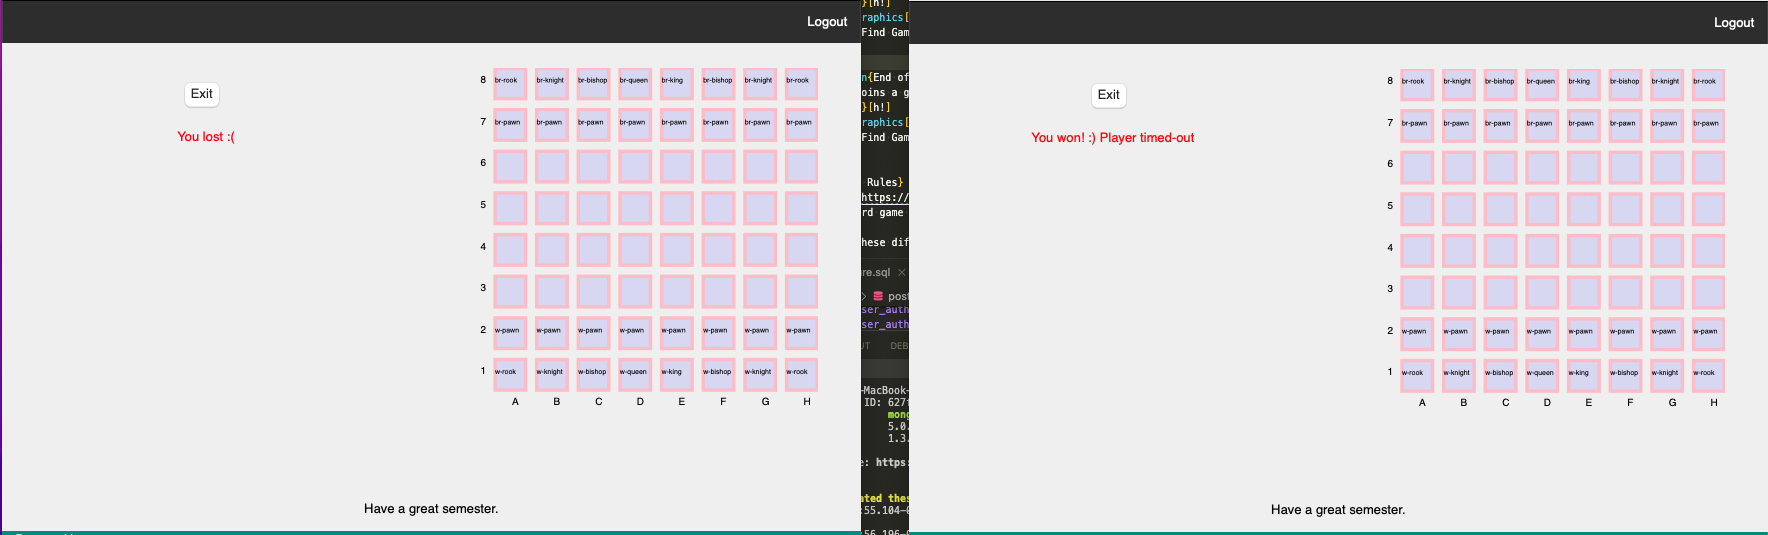 Logout
Exit
You lost :(
8 br-rook br-knight br-bishop br-queen br-king br-bishop br-knight br-rook
7 br-pawn br-pawn br-pawn br-pawn br-pawn br-pawn br-pawn br-pawn
6
5
4
3
2 w-pawn w-pawn w-pawn w-pawn w-pawn w-pawn w-pawn w-pawn
1 w-rook w-knight w-bishop w-queen w-king w-bishop w-knight w-rook
A B C D E F G H
Have a great semester.
}[h!]
raphics[
Find Gam
n{End of
oins a g
}[h!]
raphics[
Find Gam
Rules}
https://
rd game
hese dif
re.sql
post
ser_auth
ser_auth
UT DEB
-MacBook-
ID: 627
mong
5.0.
1.3.
e: https:
ated thes
:55.104-0
:56.196-0
Logout
Exit
You won! :) Player timed-out
8 br-rook br-knight br-bishop br-queen br-king br-bishop br-knight br-rook
7 br-pawn br-pawn br-pawn br-pawn br-pawn br-pawn br-pawn br-pawn
6
5
4
3
2 w-pawn w-pawn w-pawn w-pawn w-pawn w-pawn w-pawn w-pawn
1 w-rook w-knight w-bishop w-queen w-king w-bishop w-knight w-rook
A B C D E F G H
Have a great semester.